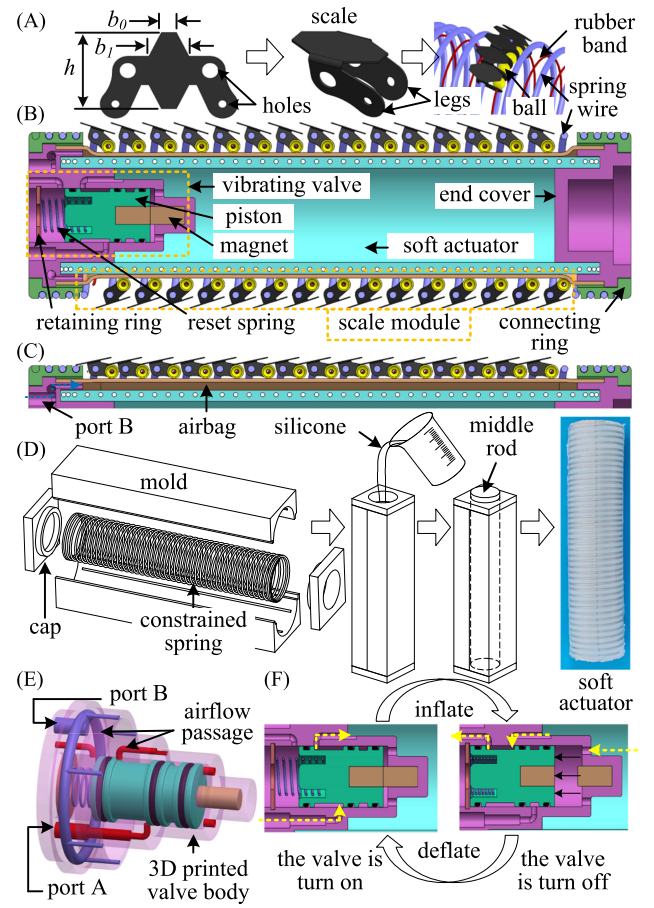 (A)
b₀
b₁
h
holes
scale
legs
rubber
band
ball
spring
wire
(B)
vibrating valve
piston
magnet
end cover
soft actuator
retaining ring
reset spring
scale module
connecting
ring
(C)
port B
airbag
(D)
mold
cap
constrained
spring
silicone
middle
rod
soft
actuator
(E)
port B
airflow
passage
port A
3D printed
valve body
(F)
inflate
deflate
the valve is
turn on
the valve is
turn off